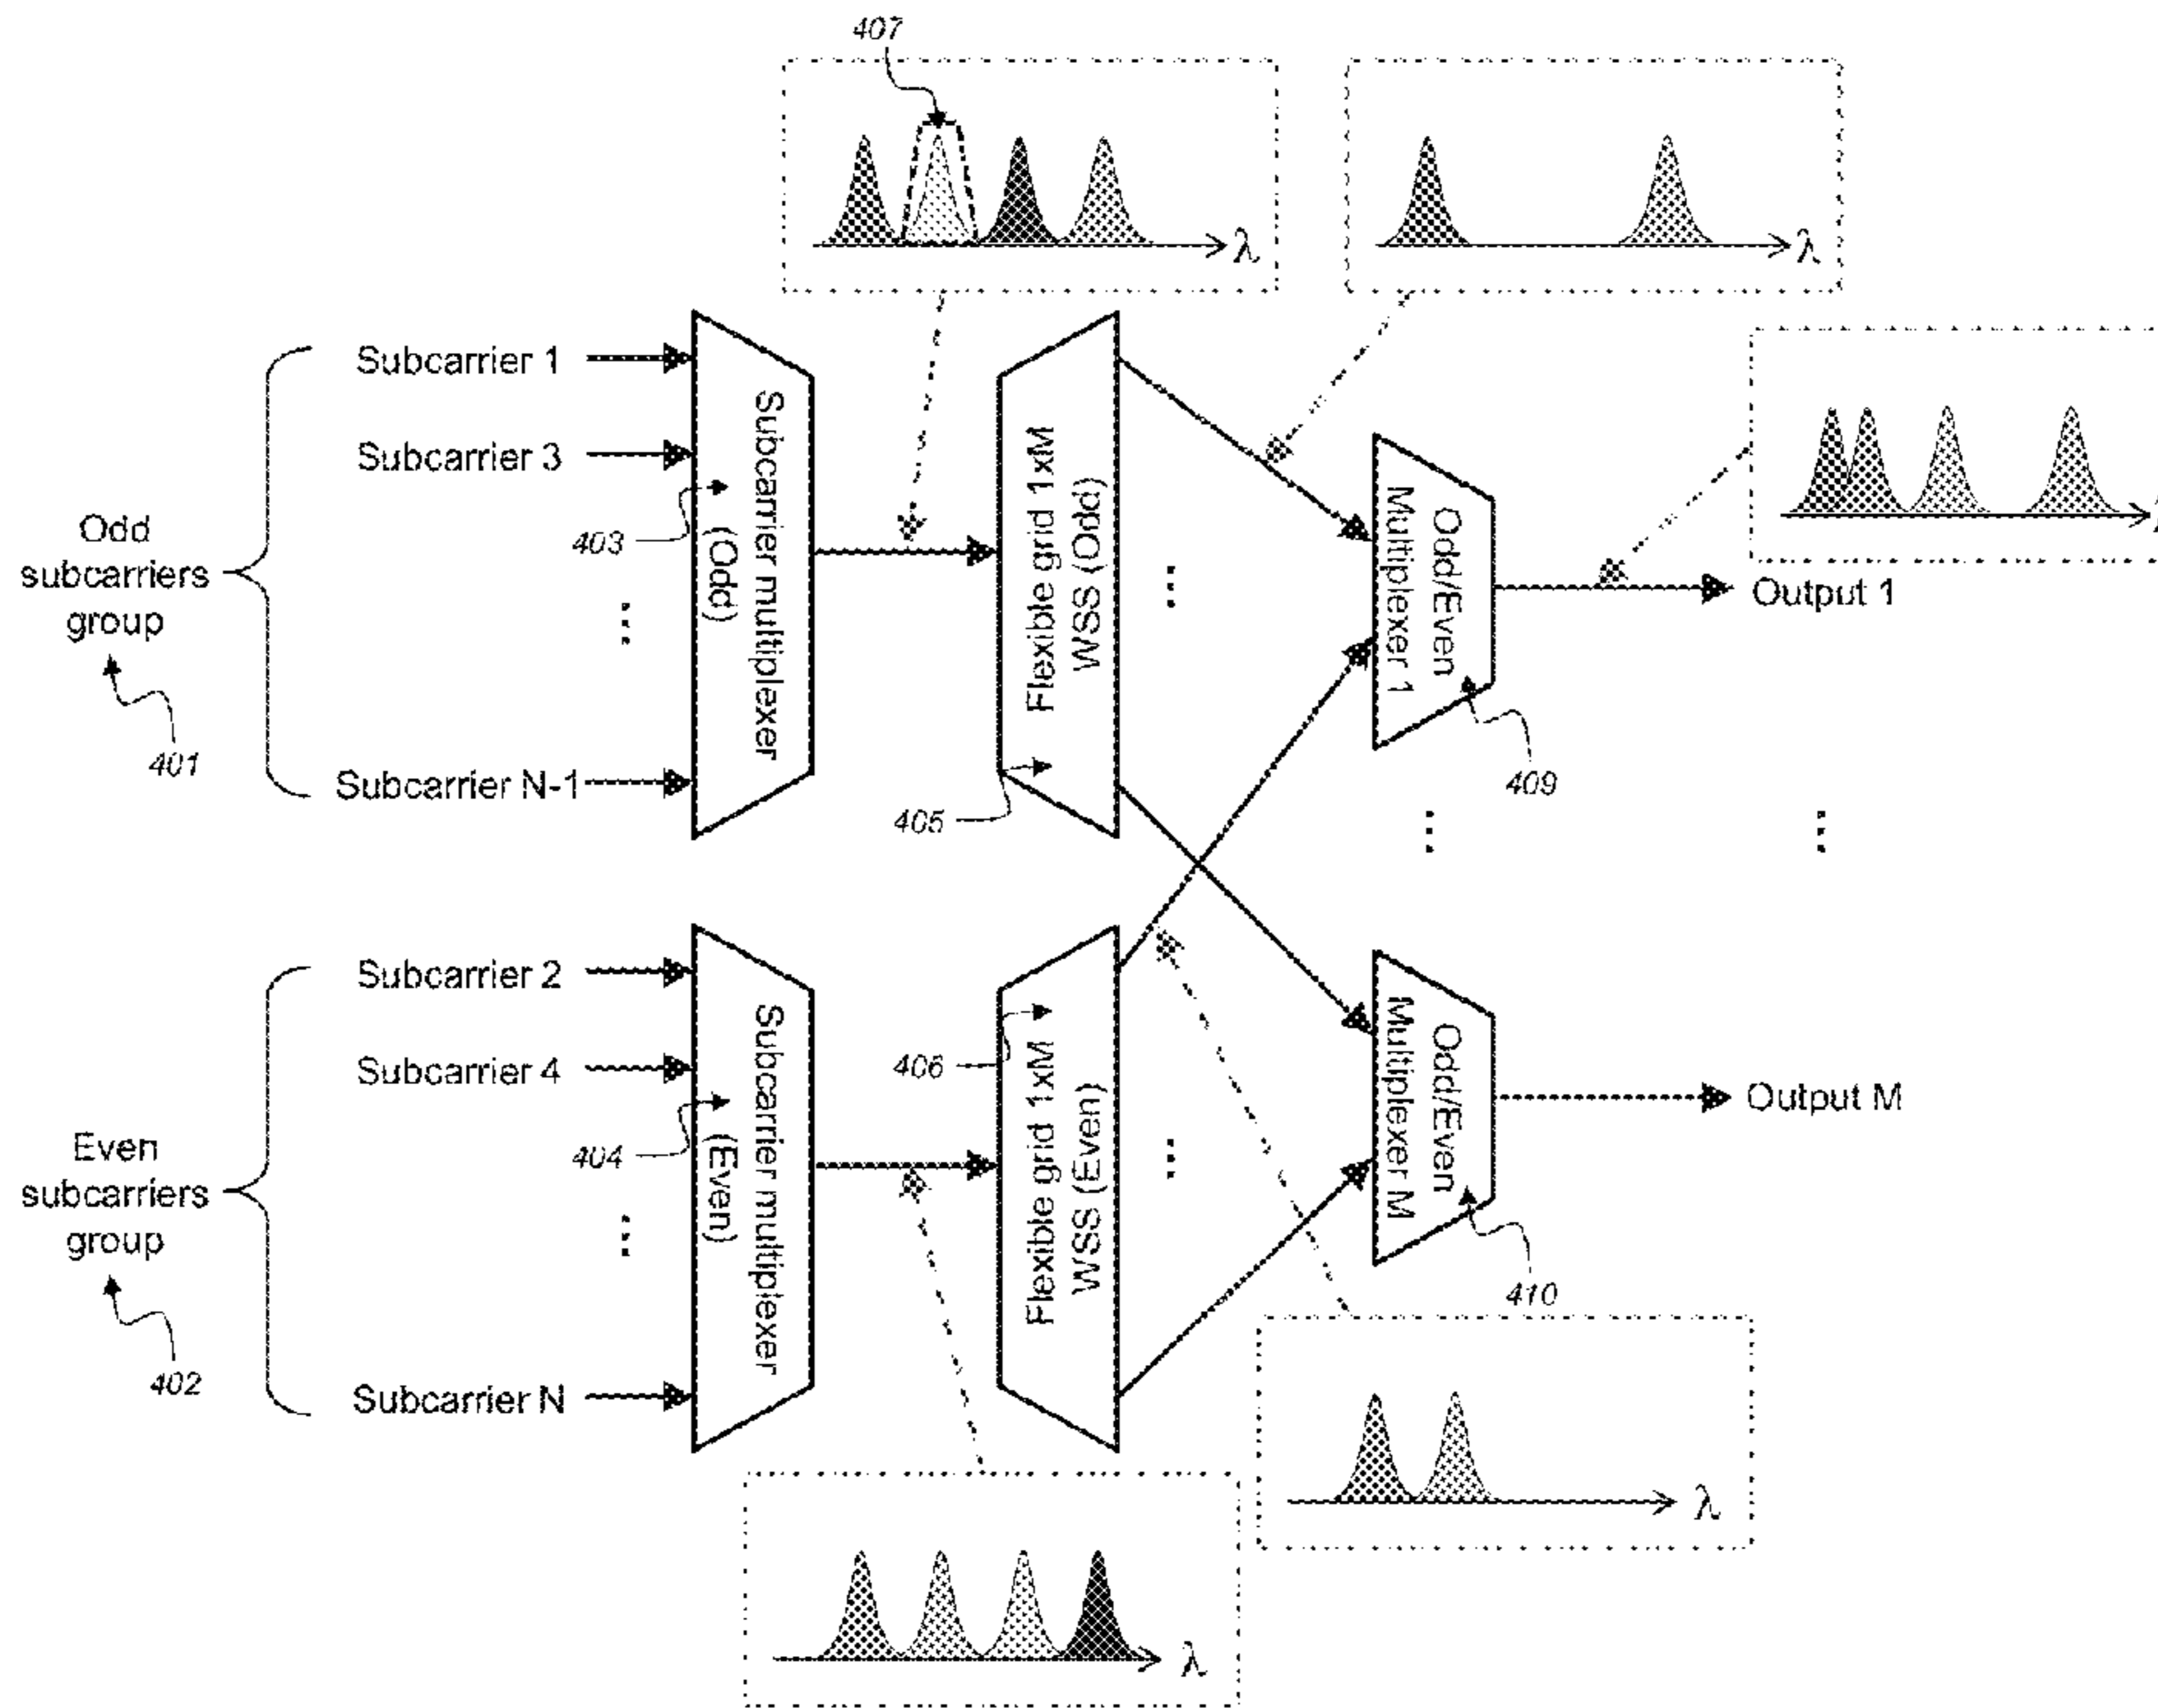 407
λ
λ
λ
Odd
subcarriers
group
401
Subcarrier 1
Subcarrier 3
...
Subcarrier N-1
403
Subcarrier multiplexer
(Odd)
405
Flexible grid 1xM
WSS (Odd)
...
Odd/Even
Multiplexer 1
409
Output 1
...
...
Even
subcarriers
group
402
Subcarrier 2
Subcarrier 4
...
Subcarrier N
404
Subcarrier multiplexer
(Even)
406
Flexible grid 1xM
WSS (Even)
...
Odd/Even
Multiplexer M
410
Output M
λ
λ